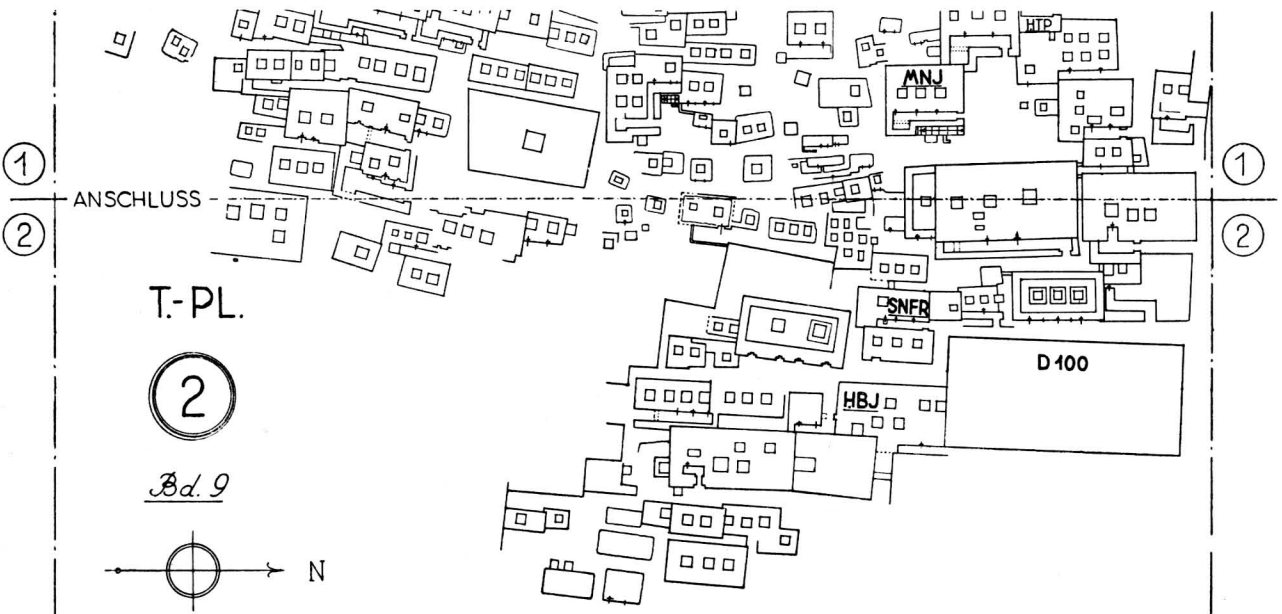 HTP
MNJ
1
1
ANSCHLUSS
2
2
T.-PL.
SNFR
2
D 100
HBJ
Bd. 9
N